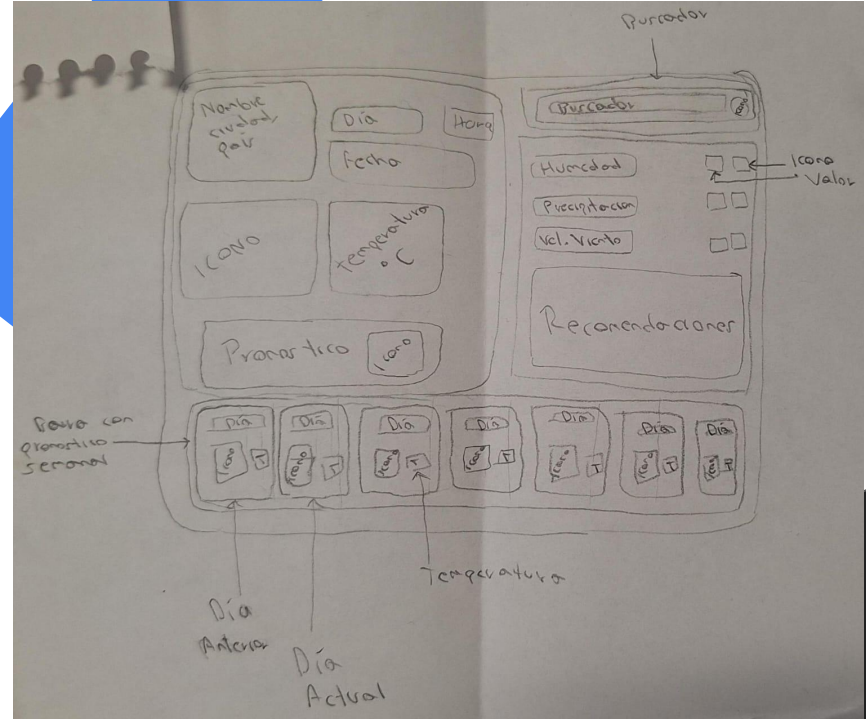 Buscador
Nombre
ciudad,
país
Día
Hora
Fecha
Buscador
Icono
Humedad
Icono
Valor
Precipitacion
Vel. Viento
ICONO
Temperatura
°C
Recomendaciones
Pronostico
Icono
Barra con
pronostico
semanal
Día
Día
Día
Día
Día
Día
Día
Icono
T
Icono
T
Icono
T
Icono
T
Icono
T
Icono
T
Icono
T
Temperatura
Día
Anterior
Día
Actual